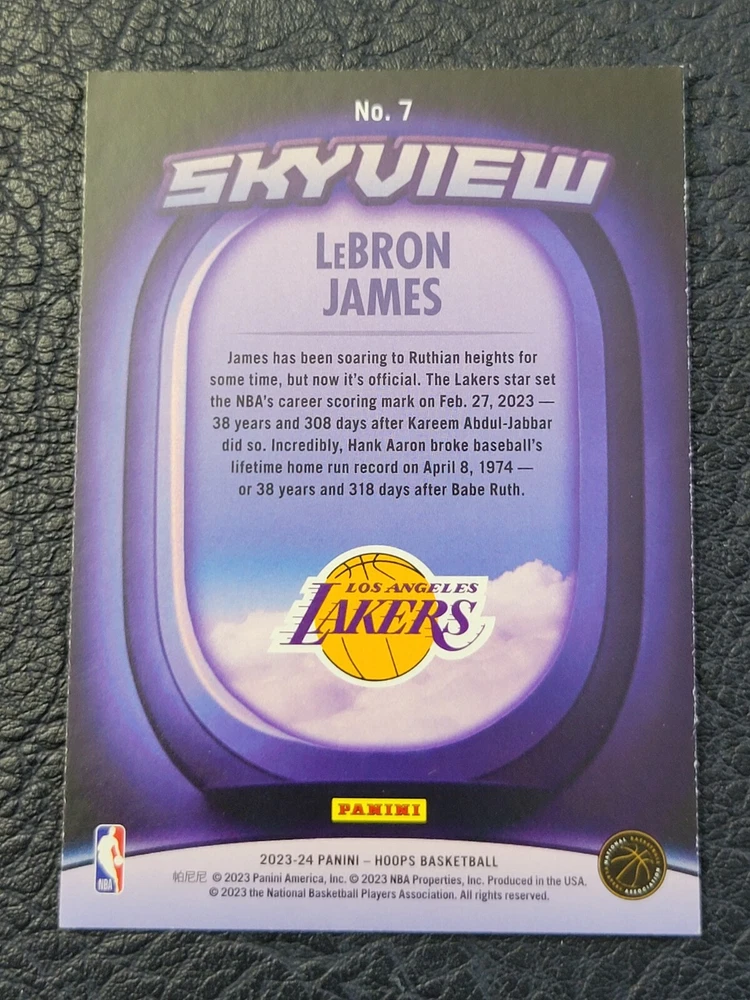 No. 7
SKYVIEW
LeBRON
JAMES
James has been soaring to Ruthian heights for
some time, but now it's official. The Lakers star set
the NBA's career scoring mark on Feb. 27, 2023 —
38 years and 308 days after Kareem Abdul-Jabbar
did so. Incredibly, Hank Aaron broke baseball's
lifetime home run record on April 8, 1974 —
or 38 years and 318 days after Babe Ruth.
LOS ANGELES
LAKERS
PANINI
2023-24 PANINI – HOOPS BASKETBALL
帕尼尼 © 2023 Panini America, Inc. © 2023 NBA Properties, Inc. Produced in the USA.
© 2023 the National Basketball Players Association. All rights reserved.
NBA
NATIONAL BASKETBALL
PLAYERS ASSOCIATION